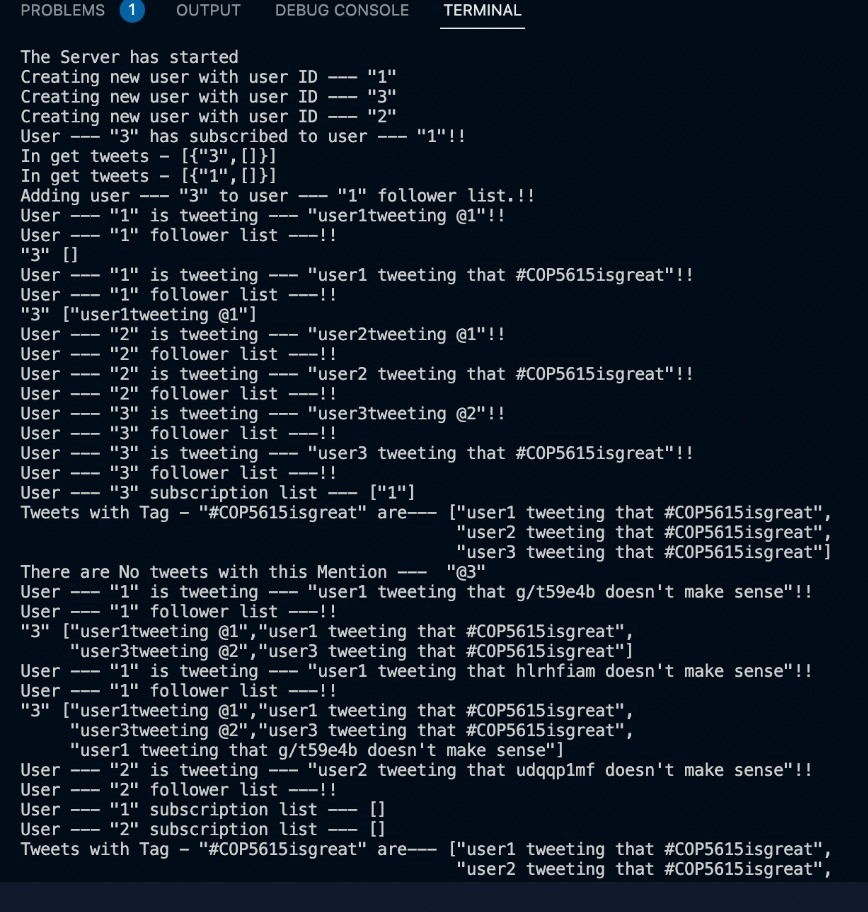 PROBLEMS 1 OUTPUT DEBUG CONSOLE TERMINAL
The Server has started
Creating new user with user ID --- "1"
Creating new user with user ID --- "3"
Creating new user with user ID --- "2"
User --- "3" has subscribed to user --- "1"!!
In get tweets - [{"3",[]}]
In get tweets - [{"1",[]}]
Adding user --- "3" to user --- "1" follower list.!!
User --- "1" is tweeting --- "user1tweeting @1"!!
User --- "1" follower list ---!!
"3" []
User --- "1" is tweeting --- "user1 tweeting that #COP5615isgreat"!!
User --- "1" follower list ---!!
"3" ["user1tweeting @1"]
User --- "2" is tweeting --- "user2tweeting @1"!!
User --- "2" follower list ---!!
User --- "2" is tweeting --- "user2 tweeting that #COP5615isgreat"!!
User --- "2" follower list ---!!
User --- "3" is tweeting --- "user3tweeting @2"!!
User --- "3" follower list ---!!
User --- "3" is tweeting --- "user3 tweeting that #COP5615isgreat"!!
User --- "3" follower list ---!!
User --- "3" subscription list --- ["1"]
Tweets with Tag - "#COP5615isgreat" are--- ["user1 tweeting that #COP5615isgreat",
"user2 tweeting that #COP5615isgreat",
"user3 tweeting that #COP5615isgreat"]
There are No tweets with this Mention ---  "@3"
User --- "1" is tweeting --- "user1 tweeting that g/t59e4b doesn't make sense"!!
User --- "1" follower list ---!!
"3" ["user1tweeting @1","user1 tweeting that #COP5615isgreat",
"user3tweeting @2","user3 tweeting that #COP5615isgreat"]
User --- "1" is tweeting --- "user1 tweeting that hlrhfiam doesn't make sense"!!
User --- "1" follower list ---!!
"3" ["user1tweeting @1","user1 tweeting that #COP5615isgreat",
"user3tweeting @2","user3 tweeting that #COP5615isgreat",
"user1 tweeting that g/t59e4b doesn't make sense"]
User --- "2" is tweeting --- "user2 tweeting that udqqp1mf doesn't make sense"!!
User --- "2" follower list ---!!
User --- "1" subscription list --- []
User --- "2" subscription list --- []
Tweets with Tag - "#COP5615isgreat" are--- ["user1 tweeting that #COP5615isgreat",
"user2 tweeting that #COP5615isgreat",